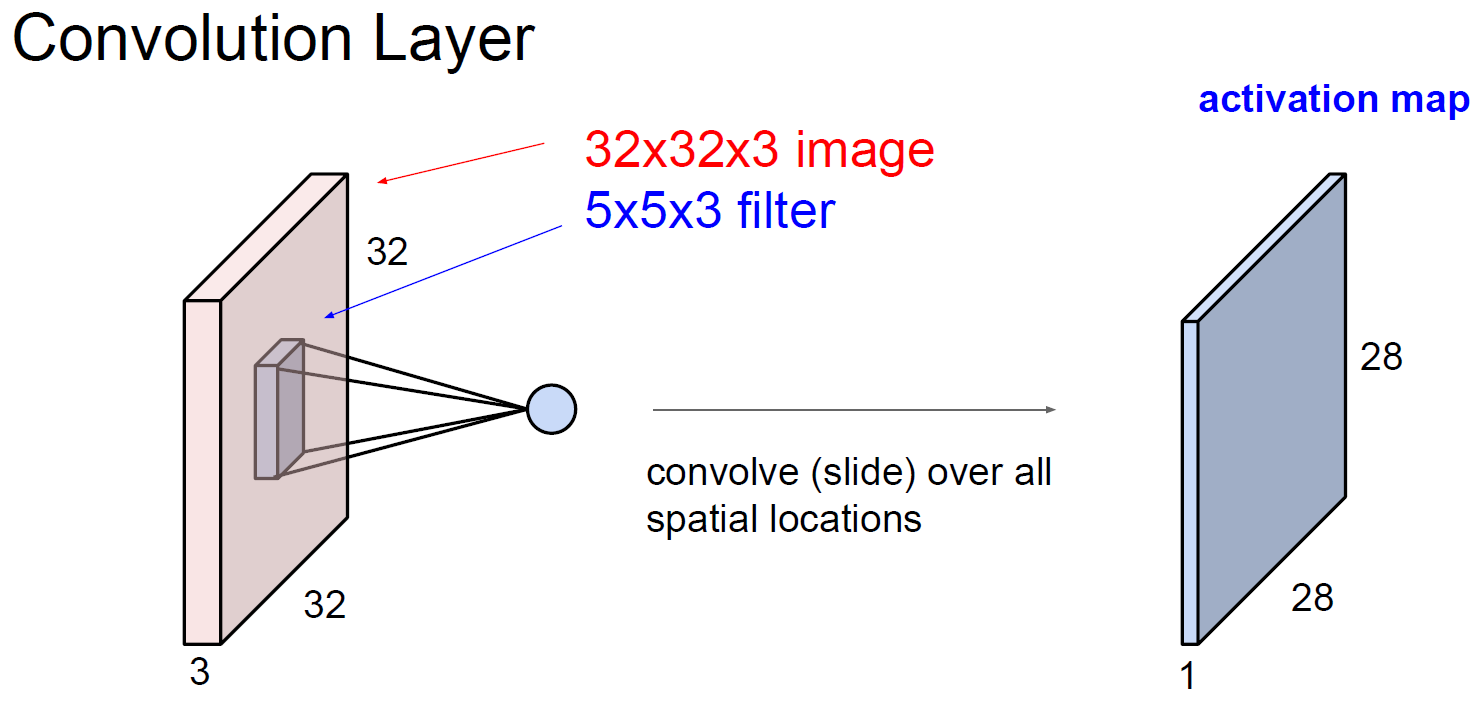 Convolution Layer
activation map
32x32x3 image
5x5x3 filter
32
28
convolve (slide) over all
spatial locations
32
28
3
1